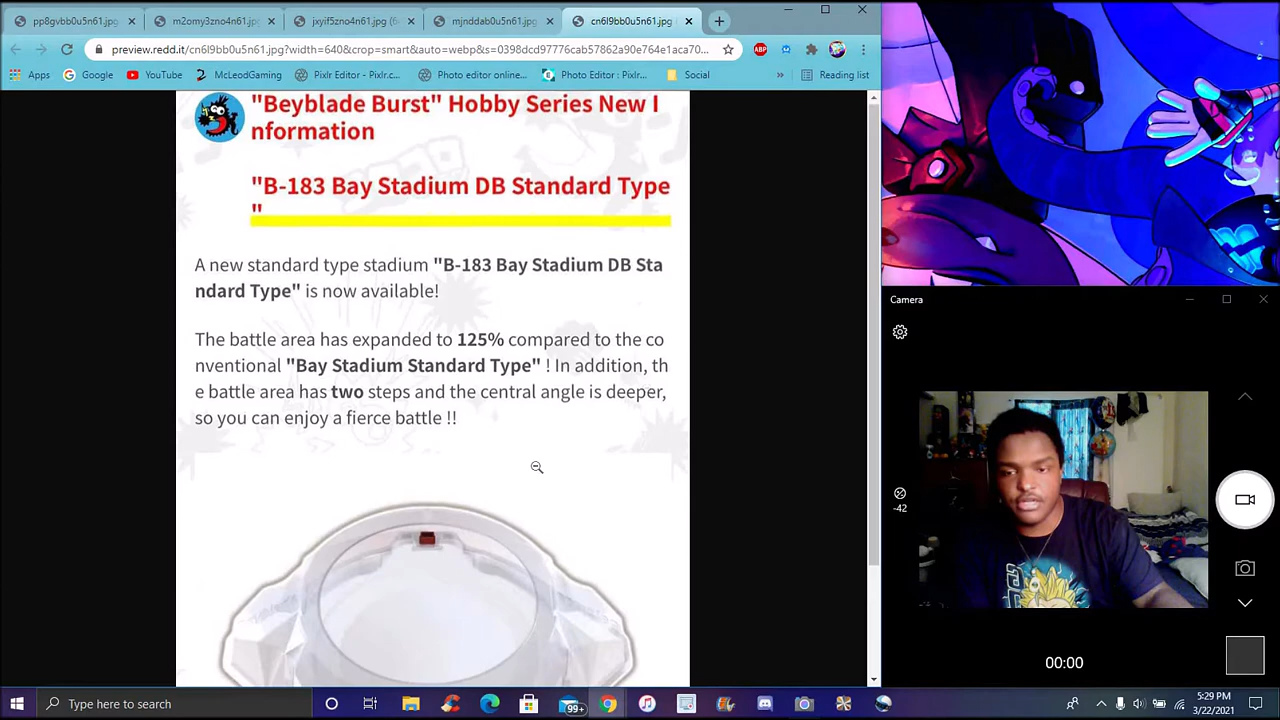 pp8gvbb0u5n61.jpg
m2omy3zno4n61.jpg (
jxyif5zno4n61.jpg (6
mjnddab0u5n61.jpg
cn6l9bb0u5n61.jpg (
preview.redd.it/cn6l9bb0u5n61.jpg?width=640&crop=smart&auto=webp&s=0398dcd97776cab57862a90e764e1aca70...
ABP
Apps
Google
YouTube
McLeodGaming
Pixlr Editor - Pixlr.c...
Photo editor online...
Photo Editor : Pixlr...
Social
»
Reading list
"Beyblade Burst" Hobby Series New I
nformation
"B-183 Bay Stadium DB Standard Type
"
A new standard type stadium "B-183 Bay Stadium DB Sta
ndard Type" is now available!
The battle area has expanded to 125% compared to the co
nventional "Bay Stadium Standard Type" ! In addition, th
e battle area has two steps and the central angle is deeper,
so you can enjoy a fierce battle !!
Camera
-42
00:00
Type here to search
99+
5:29 PM
3/22/2021